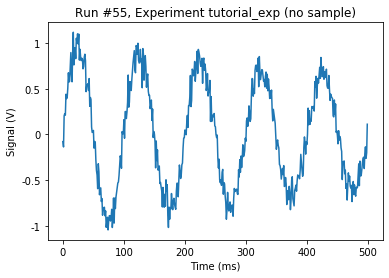 Run #55, Experiment tutorial_exp (no sample)
1
0.5
0
-0.5
-1
Signal (V)
0 100 200 300 400 500
Time (ms)